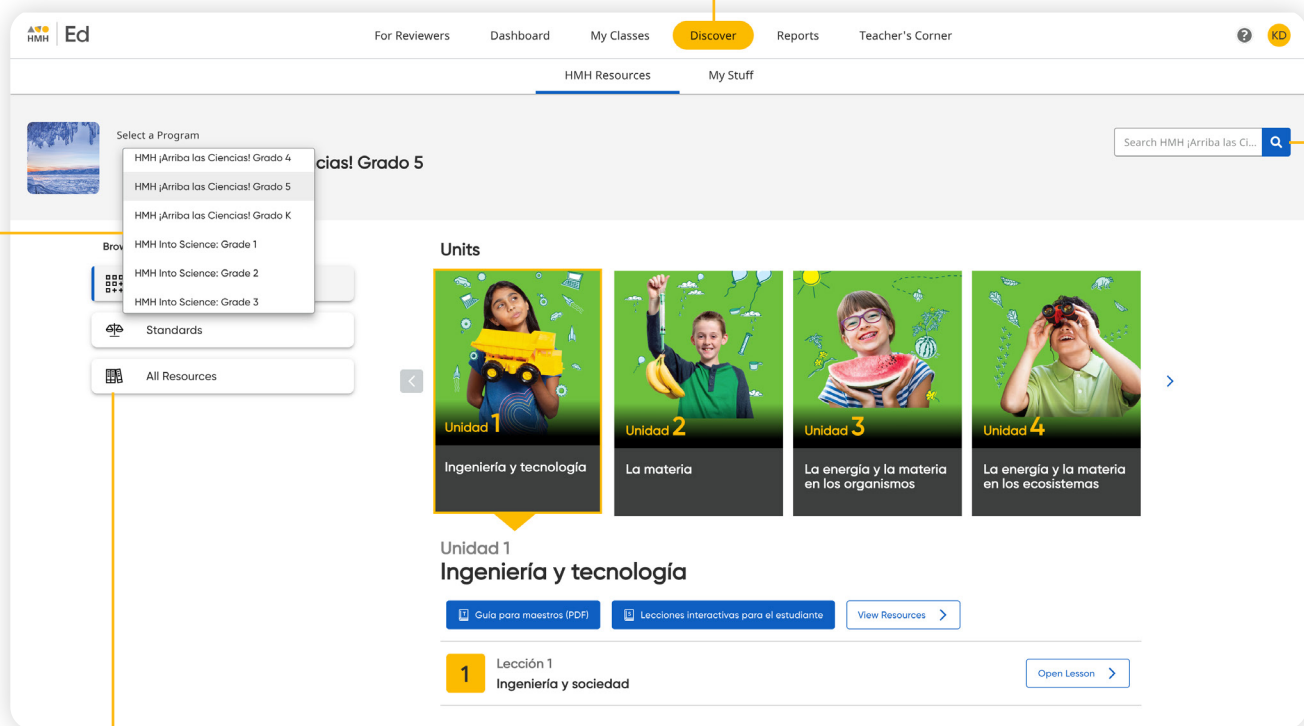 HMH
Ed
For Reviewers
Dashboard
My Classes
Discover
Reports
Teacher's Corner
?
KD
HMH Resources
My Stuff
Select a Program
HMH ¡Arriba las Ciencias! Grado 4
cias! Grado 5
HMH ¡Arriba las Ciencias! Grado 5
HMH ¡Arriba las Ciencias! Grado K
HMH Into Science: Grade 1
HMH Into Science: Grade 2
HMH Into Science: Grade 3
Search HMH ¡Arriba las Ci...
Standards
All Resources
Units
Unidad 1
Ingeniería y tecnología
Unidad 2
La materia
Unidad 3
La energía y la materia
en los organismos
Unidad 4
La energía y la materia
en los ecosistemas
Unidad 1
Ingeniería y tecnología
Guía para maestros (PDF)
Lecciones interactivas para el estudiante
View Resources
1
Lección 1
Ingeniería y sociedad
Open Lesson